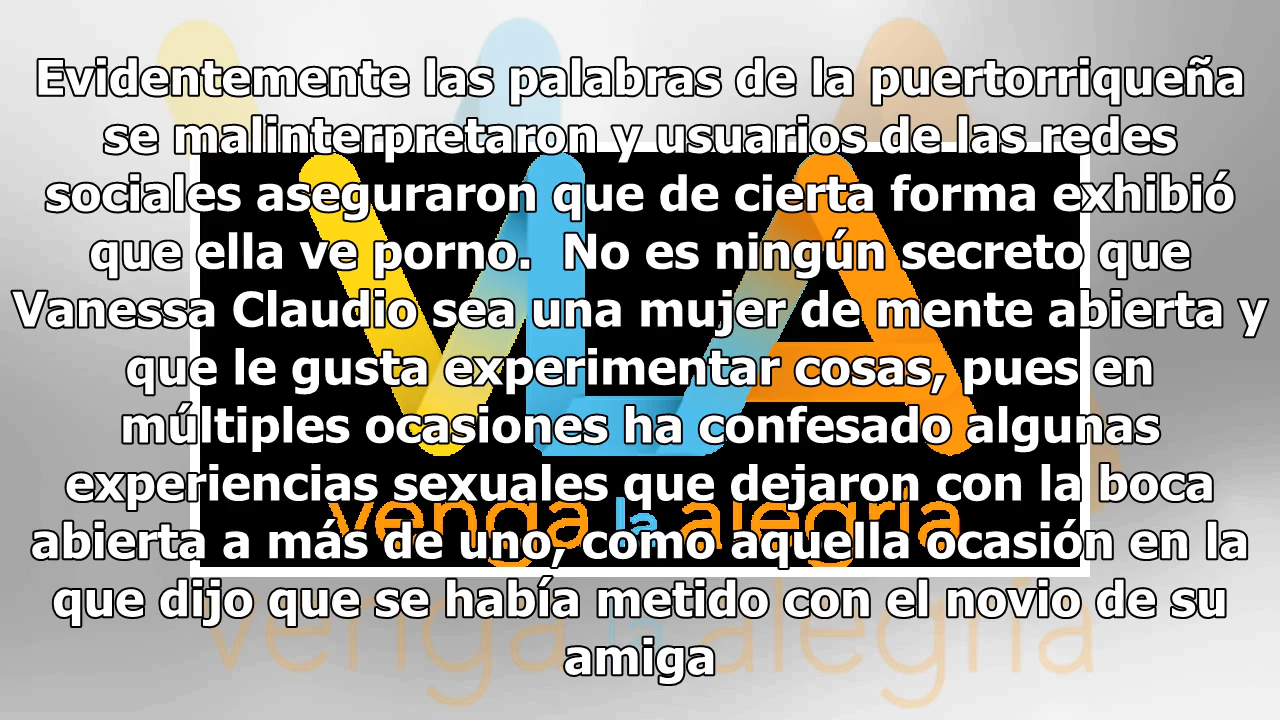 Evidentemente las palabras de la puertorriqueña
se malinterpretaron y usuarios de las redes
sociales aseguraron que de cierta forma exhibió
que ella ve porno.  No es ningún secreto que
Vanessa Claudio sea una mujer de mente abierta y
que le gusta experimentar cosas, pues en
múltiples ocasiones ha confesado algunas
experiencias sexuales que dejaron con la boca
abierta a más de uno, como aquella ocasión en la
que dijo que se había metido con el novio de su
amiga
VLA
venga la alegría
venga la alegría